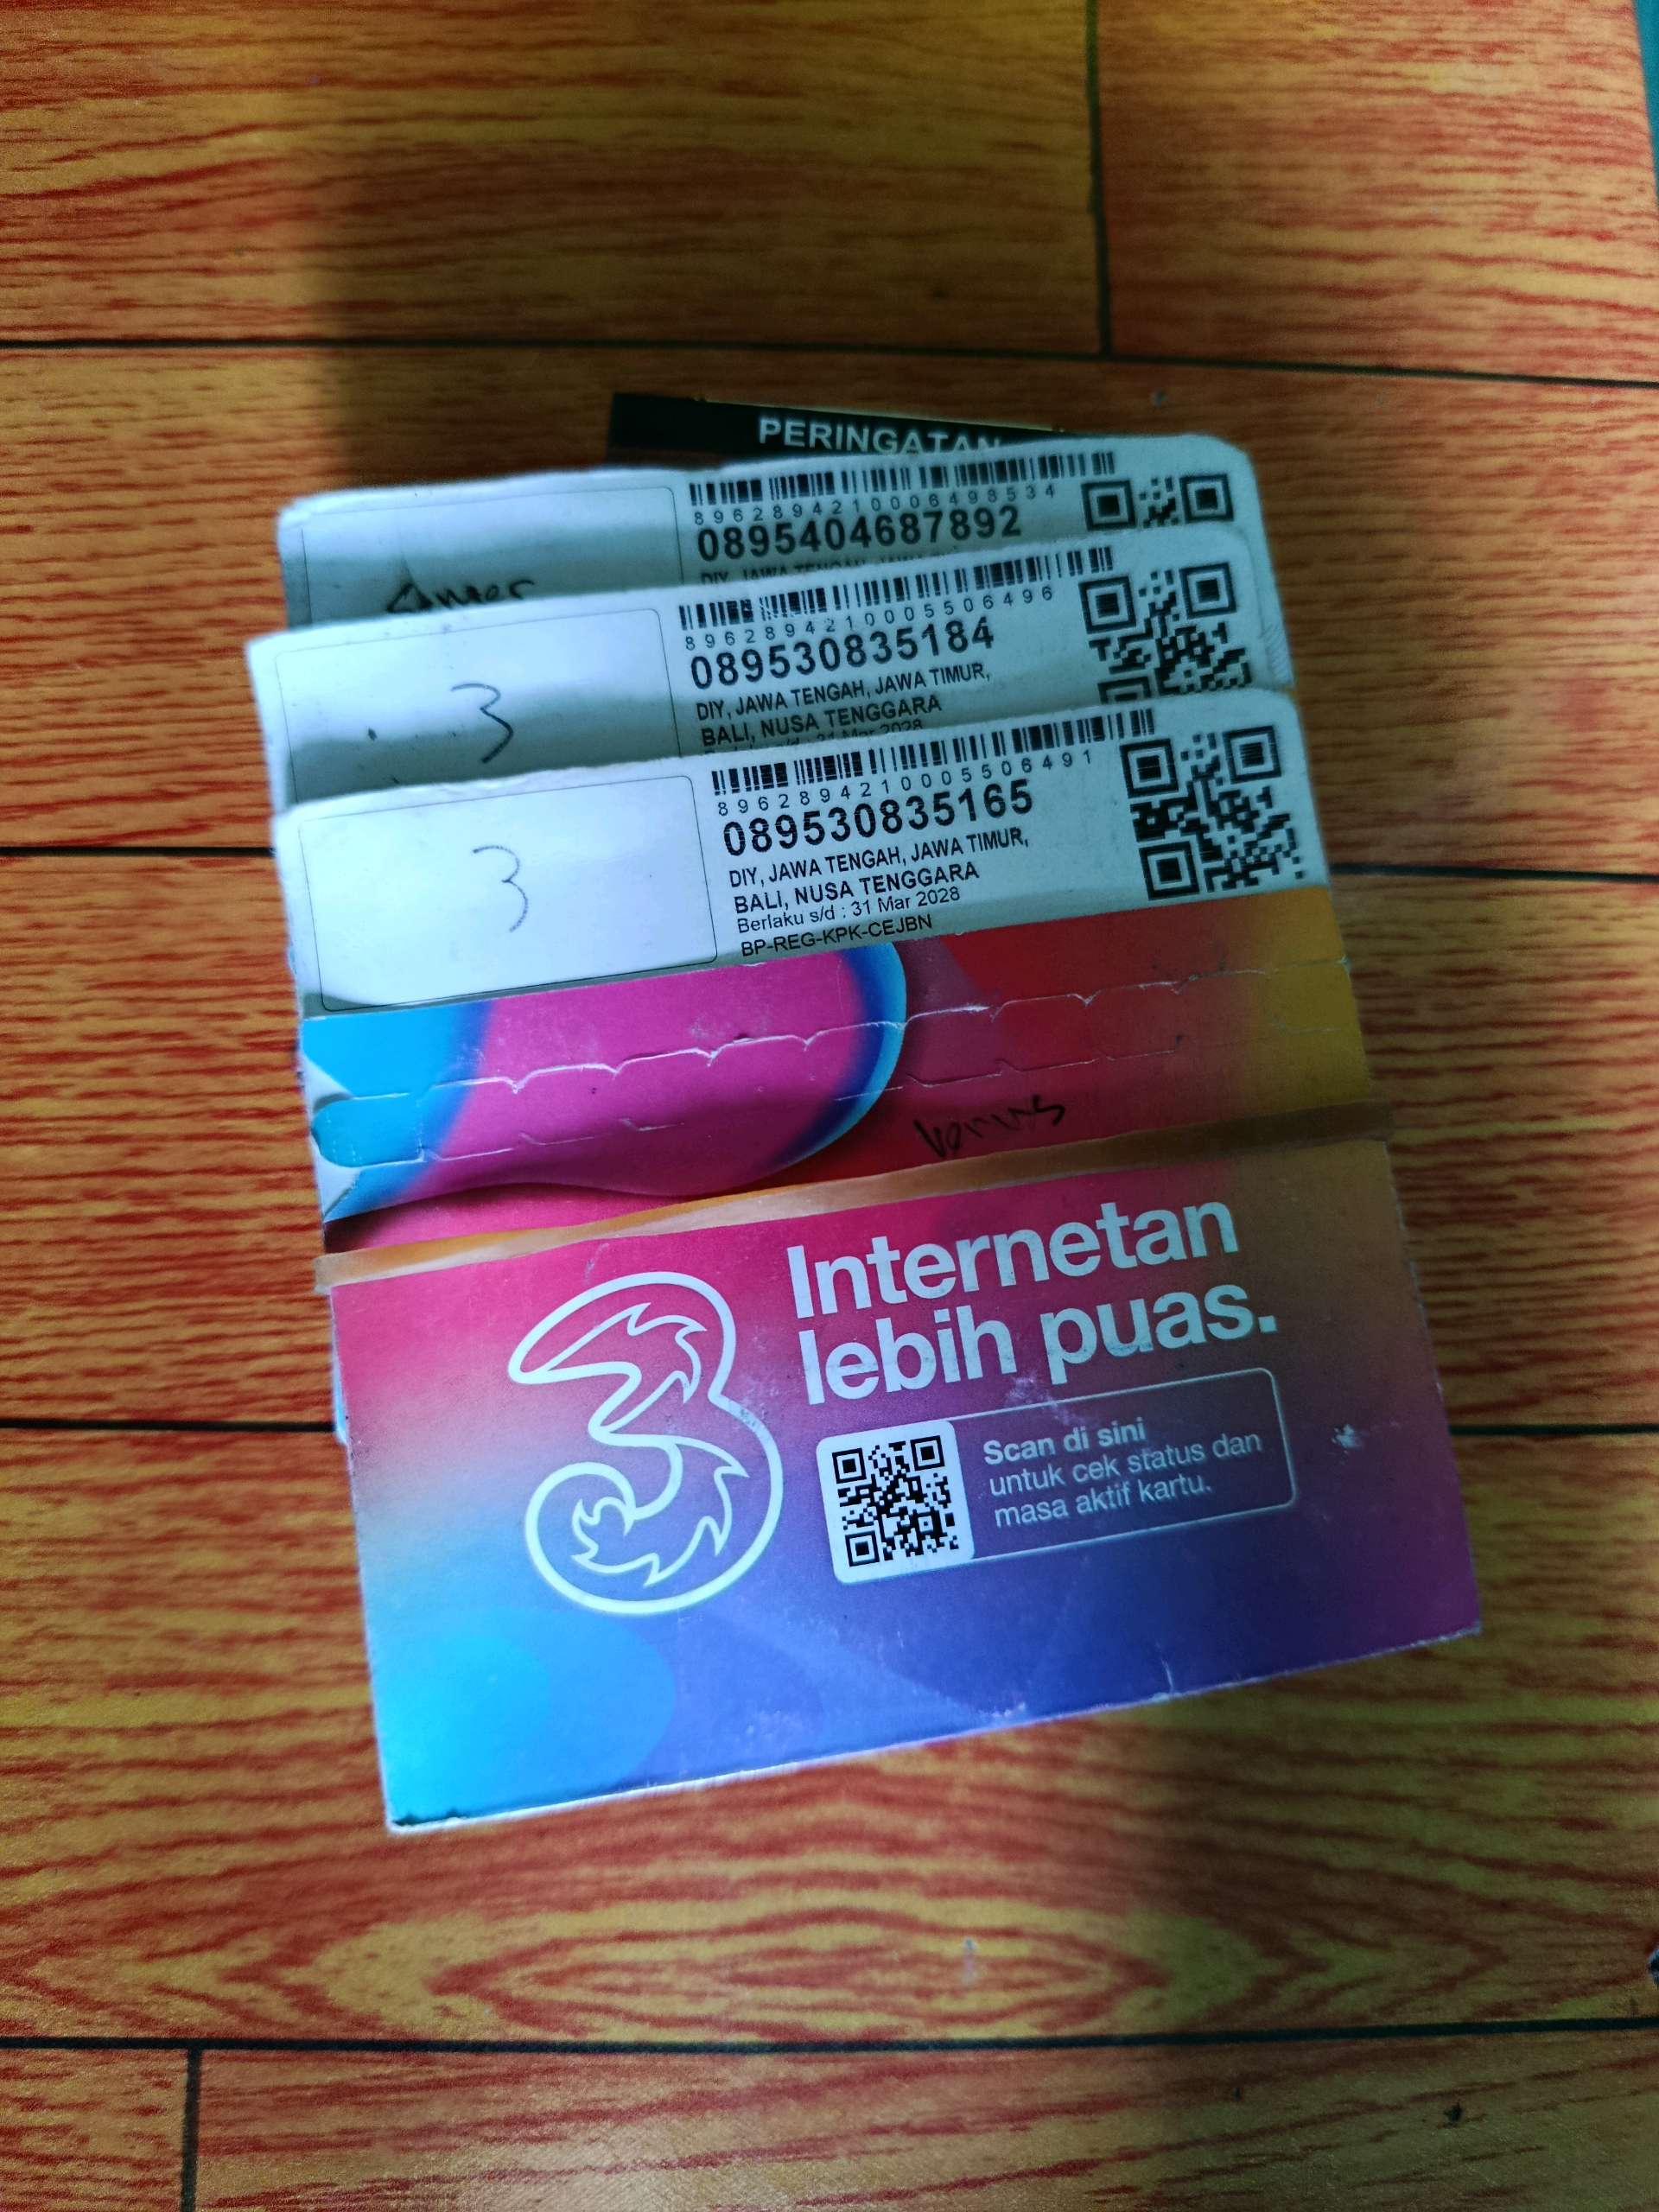 PERINGATAN
8962894210006498534
0895404687892
8962894210005506496
089530835184
DIY, JAWA TENGAH, JAWA TIMUR,
BALI, NUSA TENGGARA
3
8962894210005506491
089530835165
DIY, JAWA TENGAH, JAWA TIMUR,
BALI, NUSA TENGGARA
Berlaku s/d : 31 Mar 2028
BP-REG-KPK-CEJBN
3
3
Internetan
lebih puas.
Scan di sini
untuk cek status dan
masa aktif kartu.